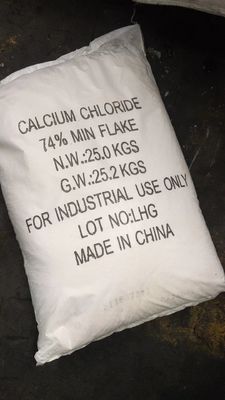 CALCIUM CHLORIDE
74% MIN FLAKE
N.W.:25.0 KGS
G.W.:25.2 KGS
FOR INDUSTRIAL USE ONLY
LOT NO:LHG
MADE IN CHINA